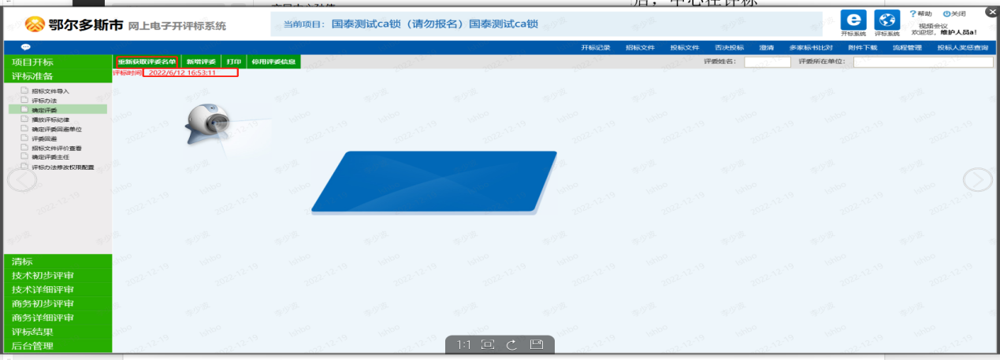 后，中心在评标
鄂尔多斯市 网上电子开评标系统
当前项目：国泰测试ca锁（请勿报名）国泰测试ca锁
开标系统
评标系统
?帮助 关闭
视频会议
欢迎您，维护人员a!
开标记录 招标文件 投标文件 否决投标 澄清 多家标书比对 附件下载 流程管理 投标人奖惩查询
项目开标
评标准备
招标文件导入
评标办法
确定评委
播放评标纪律
确定评委回避单位
评委回避
招标文件评价查看
确定评委主任
评标办法修改权限配置
清标
技术初步评审
技术详细评审
商务初步评审
商务详细评审
评标结果
后台管理
重新获取评委名单 新增评委 打印 停用评委信息
评委姓名： 评委所在单位：
评标时间 2022/6/12 16:53:11
李少波
lshbo
2022-12-19
1:1